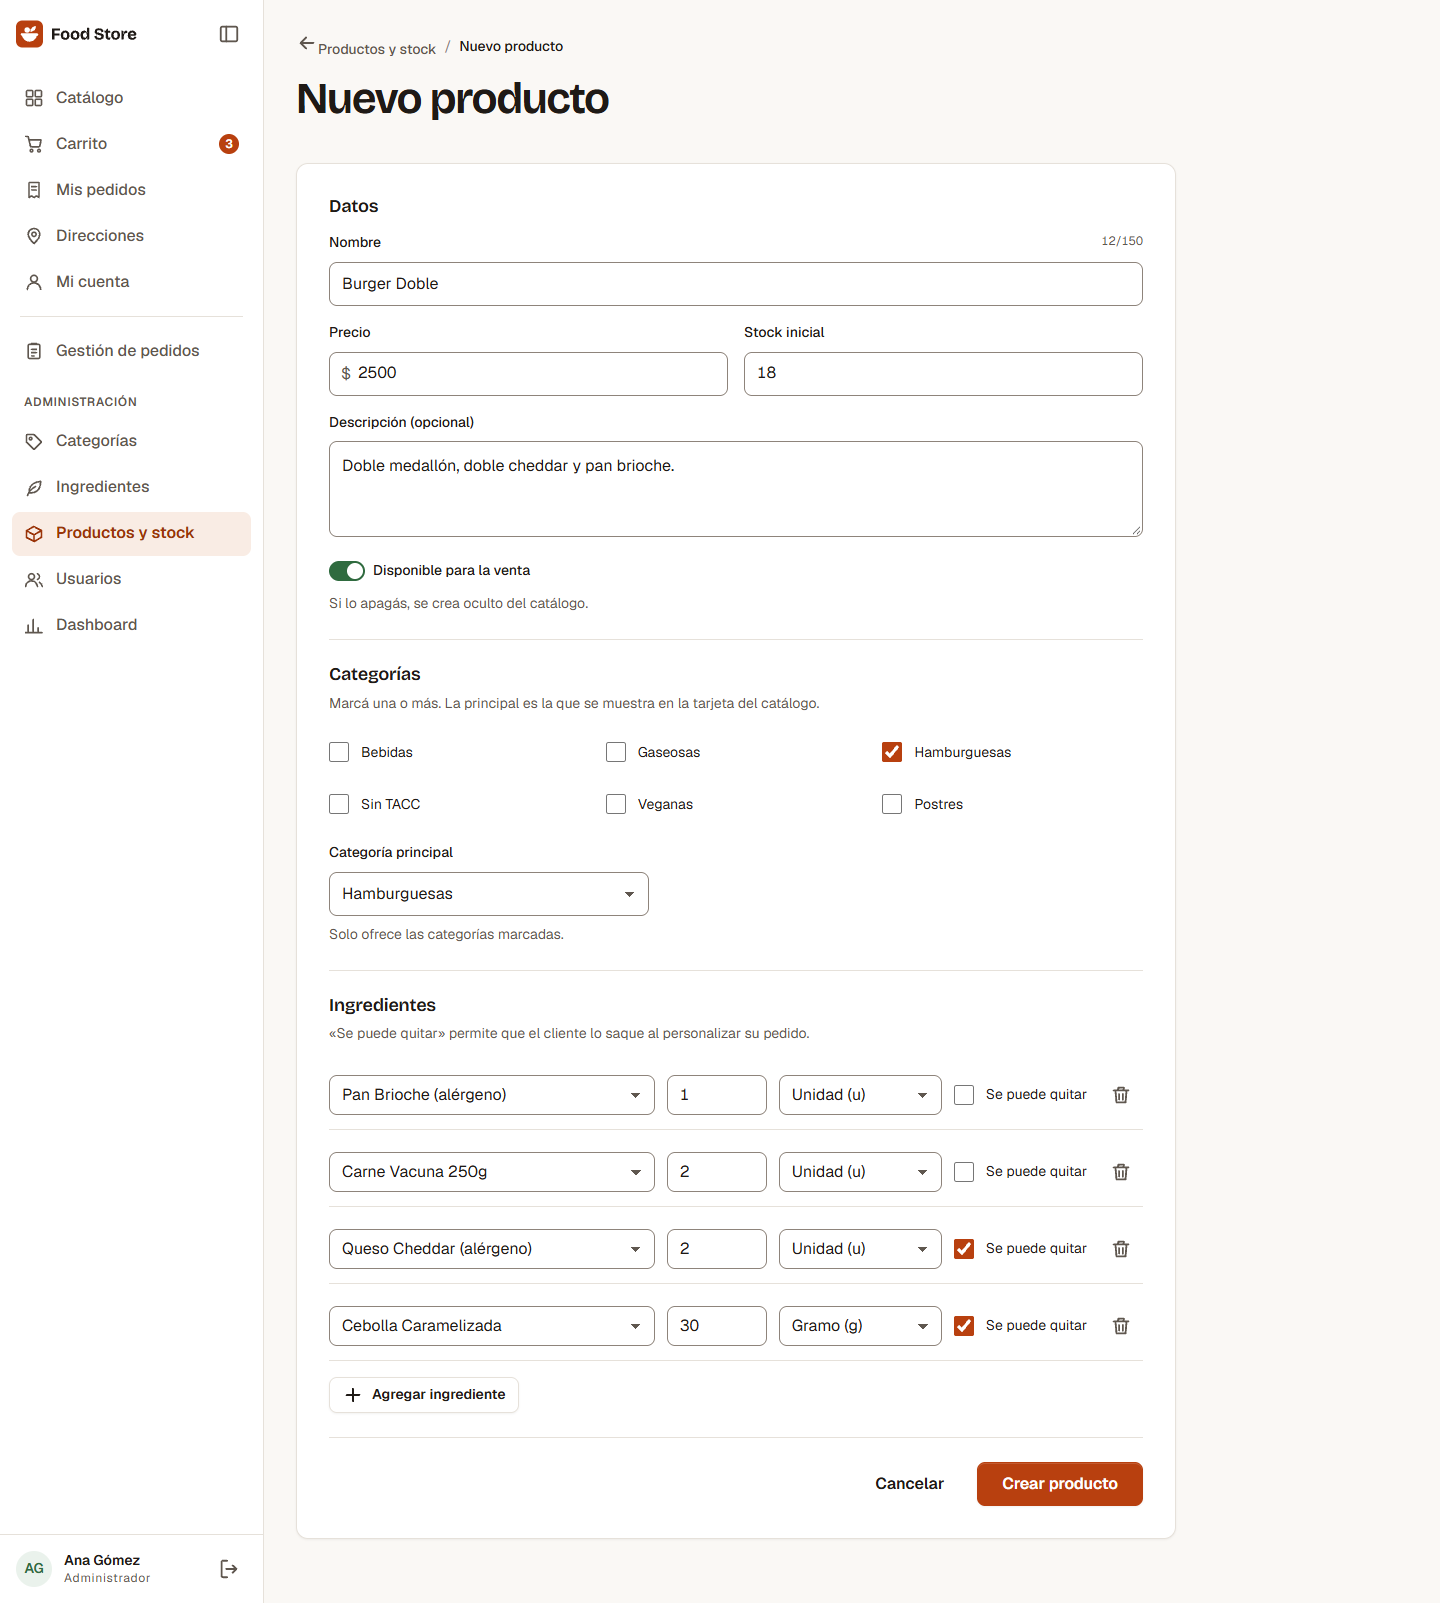 Food Store
Catálogo
Carrito 3
Mis pedidos
Direcciones
Mi cuenta
Gestión de pedidos
ADMINISTRACIÓN
Categorías
Ingredientes
Productos y stock
Usuarios
Dashboard
AG
Ana Gómez
Administrador
Productos y stock / Nuevo producto
Nuevo producto
Datos
Nombre 12/150
Burger Doble
Precio Stock inicial
$ 2500 18
Descripción (opcional)
Doble medallón, doble cheddar y pan brioche.
Disponible para la venta
Si lo apagás, se crea oculto del catálogo.
Categorías
Marcá una o más. La principal es la que se muestra en la tarjeta del catálogo.
Bebidas Gaseosas Hamburguesas
Sin TACC Veganas Postres
Categoría principal
Hamburguesas
Solo ofrece las categorías marcadas.
Ingredientes
«Se puede quitar» permite que el cliente lo saque al personalizar su pedido.
Pan Brioche (alérgeno) 1 Unidad (u) Se puede quitar
Carne Vacuna 250g 2 Unidad (u) Se puede quitar
Queso Cheddar (alérgeno) 2 Unidad (u) Se puede quitar
Cebolla Caramelizada 30 Gramo (g) Se puede quitar
Agregar ingrediente
Cancelar Crear producto